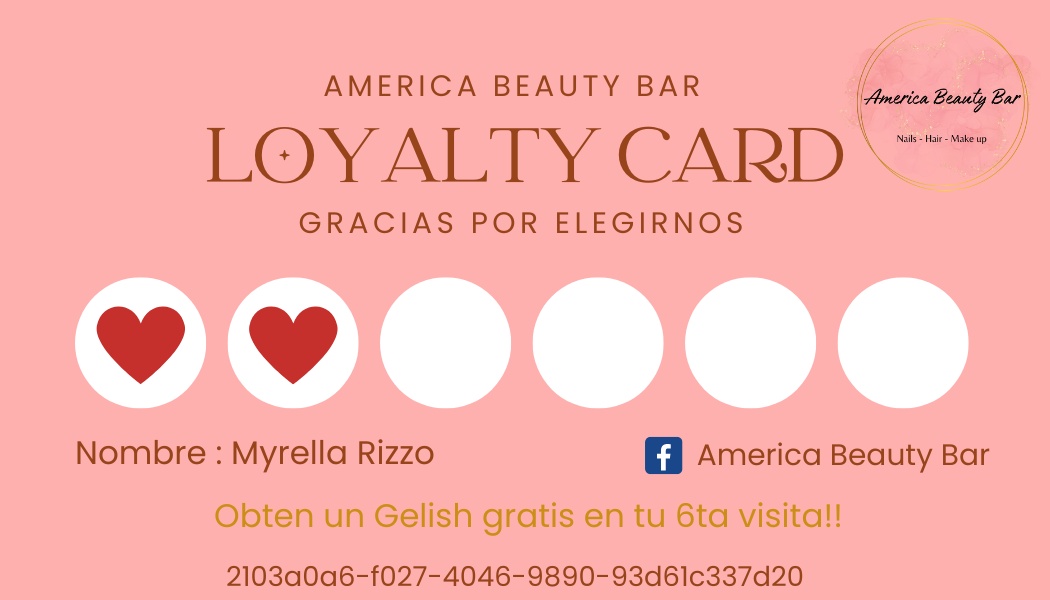 AMERICA BEAUTY BAR
LOYALTY CARD
GRACIAS POR ELEGIRNOS
America Beauty Bar
Nails - Hair - Make up
Nombre : Myrella Rizzo
America Beauty Bar
Obten un Gelish gratis en tu 6ta visita!!
2103a0a6-f027-4046-9890-93d61c337d20